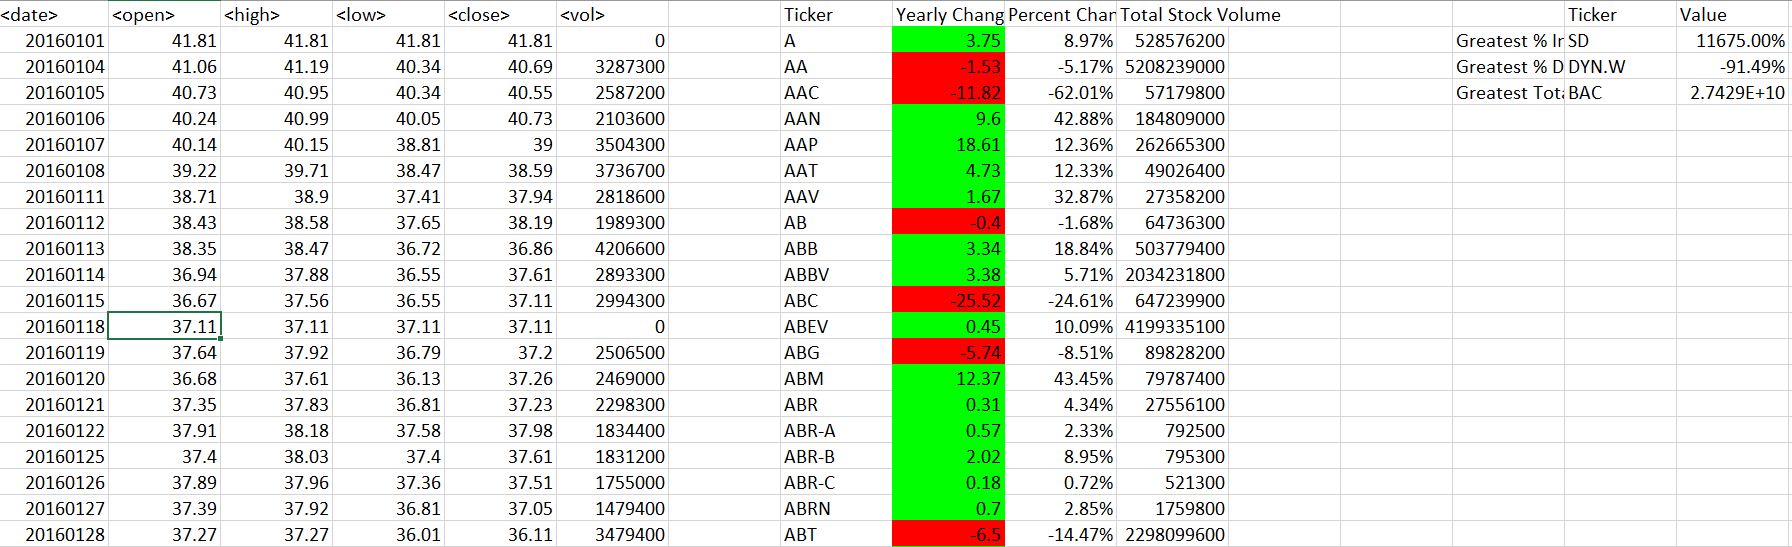 <date> <open> <high> <low> <close> <vol> Ticker Yearly Chang Percent Char Total Stock Volume Ticker Value
20160101 41.81 41.81 41.81 41.81 0 A 3.75 8.97% 528576200 Greatest % Ir SD 11675.00%
20160104 41.06 41.19 40.34 40.69 3287300 AA -1.53 -5.17% 5208239000 Greatest % D DYN.W -91.49%
20160105 40.73 40.95 40.34 40.55 2587200 AAC -11.82 -62.01% 57179800 Greatest Tota BAC 2.7429E+10
20160106 40.24 40.99 40.05 40.73 2103600 AAN 9.6 42.88% 184809000
20160107 40.14 40.15 38.81 39 3504300 AAP 18.61 12.36% 262665300
20160108 39.22 39.71 38.47 38.59 3736700 AAT 4.73 12.33% 49026400
20160111 38.71 38.9 37.41 37.94 2818600 AAV 1.67 32.87% 27358200
20160112 38.43 38.58 37.65 38.19 1989300 AB -0.4 -1.68% 64736300
20160113 38.35 38.47 36.72 36.86 4206600 ABB 3.34 18.84% 503779400
20160114 36.94 37.88 36.55 37.61 2893300 ABBV 3.38 5.71% 2034231800
20160115 36.67 37.56 36.55 37.11 2994300 ABC -25.52 -24.61% 647239900
20160118 37.11 37.11 37.11 37.11 0 ABEV 0.45 10.09% 4199335100
20160119 37.64 37.92 36.79 37.2 2506500 ABG -5.74 -8.51% 89828200
20160120 36.68 37.61 36.13 37.26 2469000 ABM 12.37 43.45% 79787400
20160121 37.35 37.83 36.81 37.23 2298300 ABR 0.31 4.34% 27556100
20160122 37.91 38.18 37.58 37.98 1834400 ABR-A 0.57 2.33% 792500
20160125 37.4 38.03 37.4 37.61 1831200 ABR-B 2.02 8.95% 795300
20160126 37.89 37.96 37.36 37.51 1755000 ABR-C 0.18 0.72% 521300
20160127 37.39 37.92 36.81 37.05 1479400 ABRN 0.7 2.85% 1759800
20160128 37.27 37.27 36.01 36.11 3479400 ABT -6.5 -14.47% 2298099600